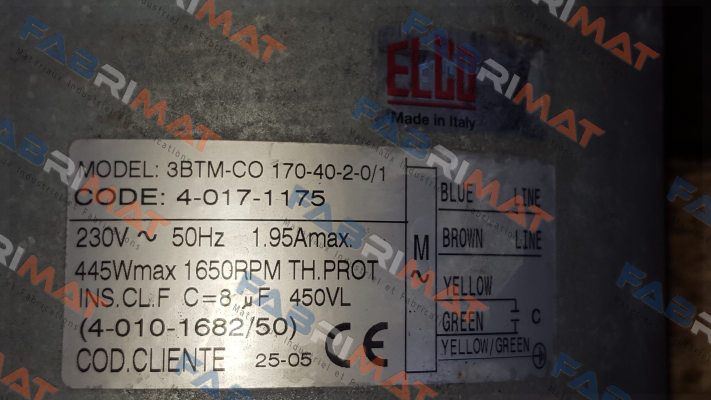 ELCO
Made in Italy
MODEL: 3BTM-CO 170-40-2-0/1
CODE: 4-017-1175
230V ~ 50Hz 1.95Amax.
445Wmax 1650RPM TH.PROT
INS.CL.F C=8 µF 450VL
(4-010-1682/50)
COD.CLIENTE 25-05 CE
M
~
BLUE LINE
BROWN LINE
YELLOW
GREEN C
YELLOW/GREEN
FABRIMAT